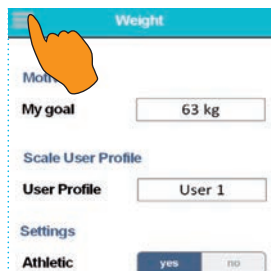 Weight
My goal 63 kg
Scale User Profile
User Profile User 1
Settings
Athletic yes no